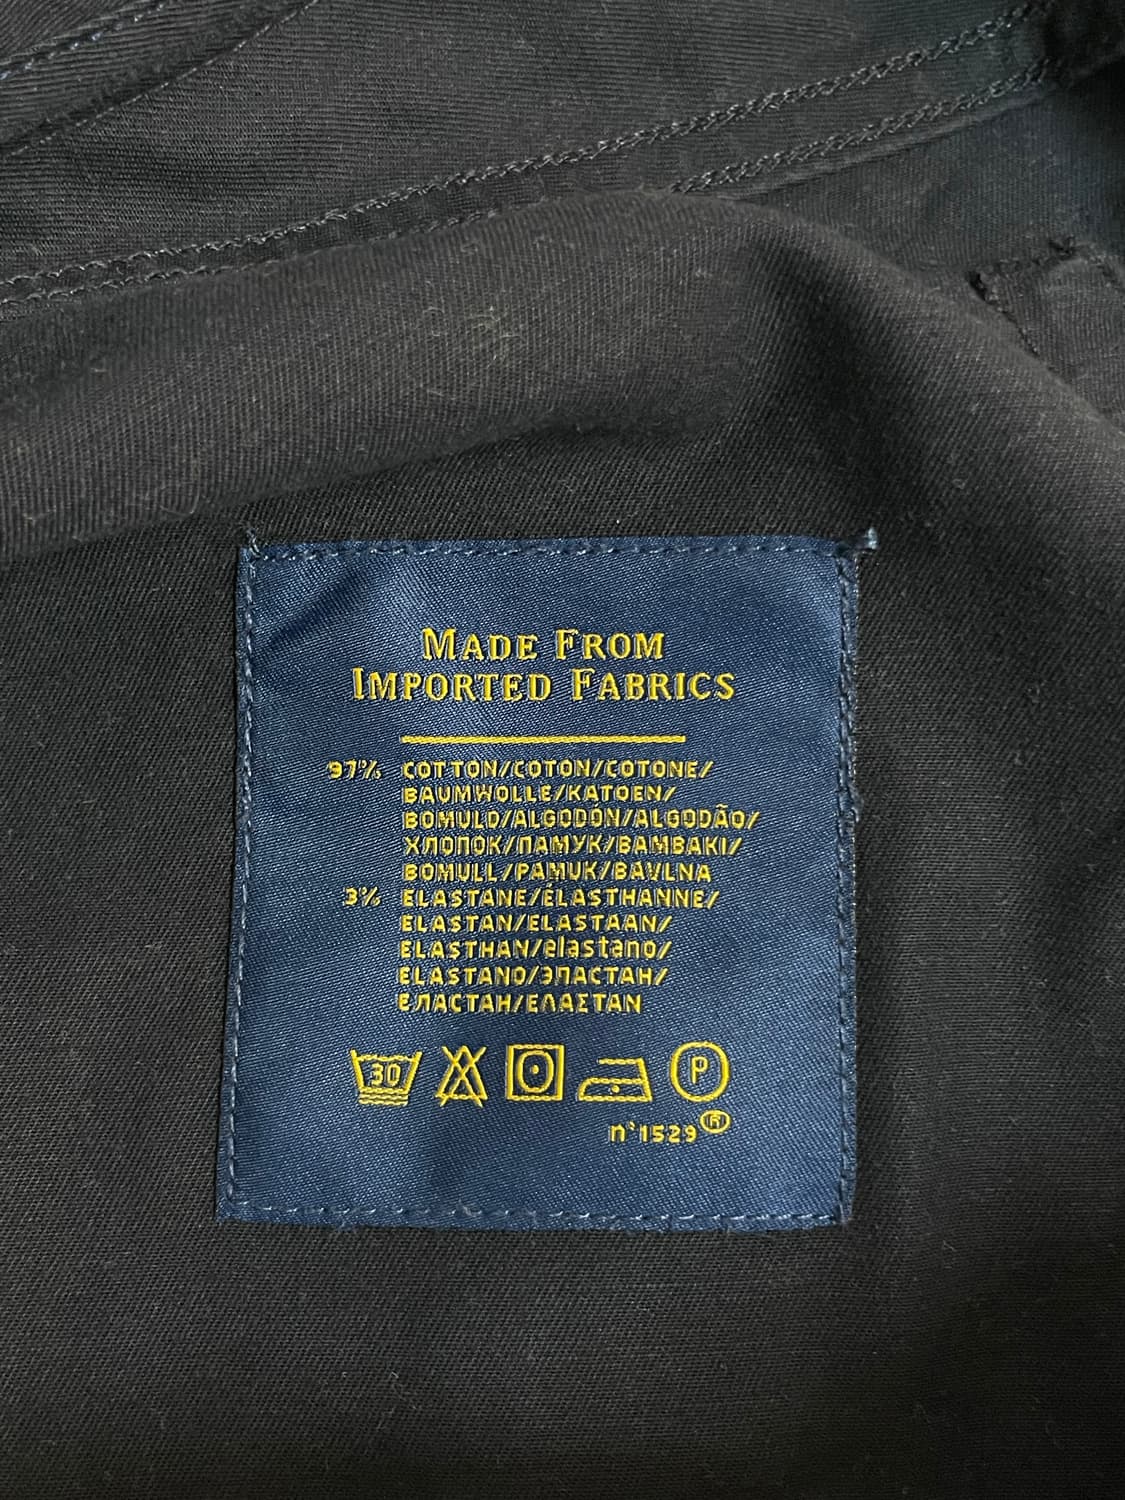 MADE FROM
IMPORTED FABRICS
97% COTTON/COTON/COTONE/
BAUMWOLLE/KATOEN/
BOMULD/ALGODÓN/ALGODÃO/
ХЛОПОК/ПАМУК/BAMBAKI/
BOMULL/PAMUK/BAVLNA
3% ELASTANE/ÉLASTHANNE/
ELASTAN/ELASTAAN/
ELASTHAN/elastano/
ELASTANO/ЭЛАСТАН/
ЕЛАСТАН/ΕΛΑΣΤΑΝ
30 P
n°1529 ®